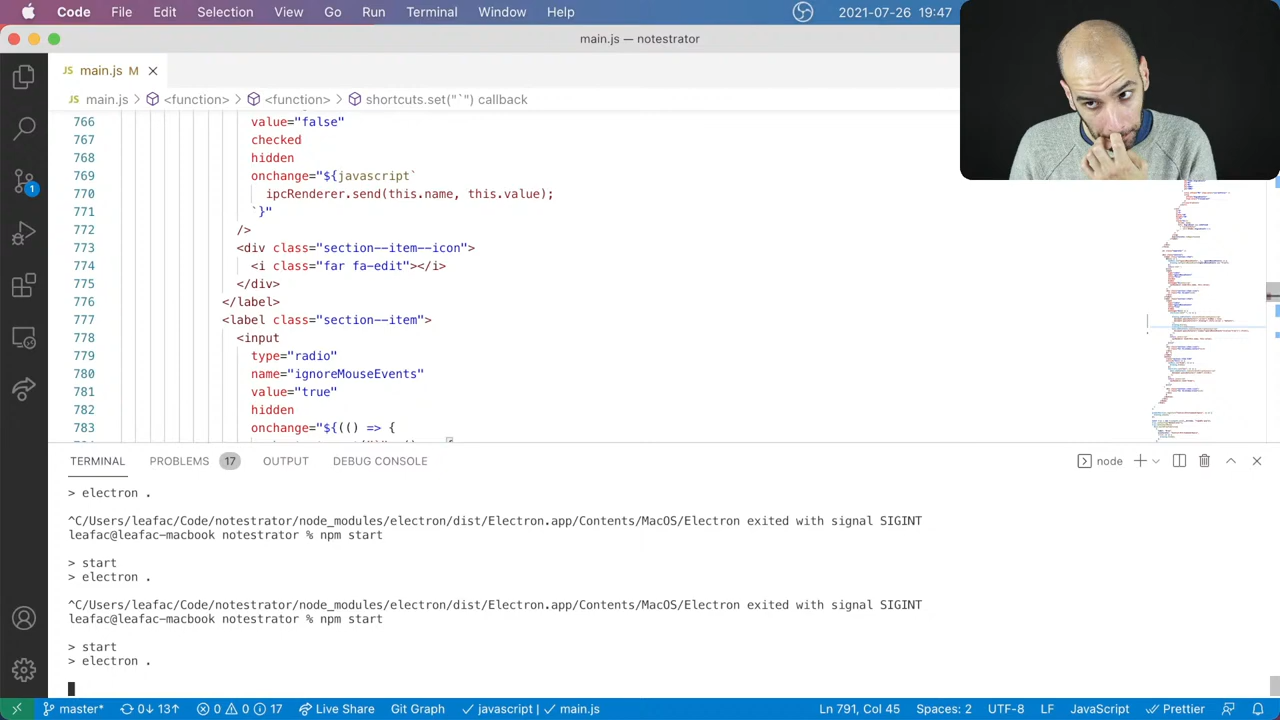 Code File Edit Selection View Go Run Terminal Window Help 2021-07-26 19:47
main.js — notestrator
JS main.js M
JS main.js > <function> > <function> > shortcuts.set("`") callback
766 value="false"
767 checked
768 hidden
769 onchange="${javascript`
770 ipcRenderer.send(this.name, this.value);
771 `}"
772 />
773 <div class="section--item--icon">
774 <i class="fas fa-eraser"></i>
775 </div>
776 </label>
777 <label class="section--item">
778 <input
779 type="radio"
780 name="ignoreMouseEvents"
781 value="true"
782 hidden
783 onrender="${() => {
TERMINAL PROBLEMS 17 OUTPUT DEBUG CONSOLE node
> electron .
^C/Users/leafac/Code/notestrator/node_modules/electron/dist/Electron.app/Contents/MacOS/Electron exited with signal SIGINT
leafac@leafac-macbook notestrator % npm start
> start
> electron .
^C/Users/leafac/Code/notestrator/node_modules/electron/dist/Electron.app/Contents/MacOS/Electron exited with signal SIGINT
leafac@leafac-macbook notestrator % npm start
> start
> electron .
1
master* 0↓ 13↑ 0 0 17 Live Share Git Graph javascript | main.js Ln 791, Col 45 Spaces: 2 UTF-8 LF JavaScript Prettier